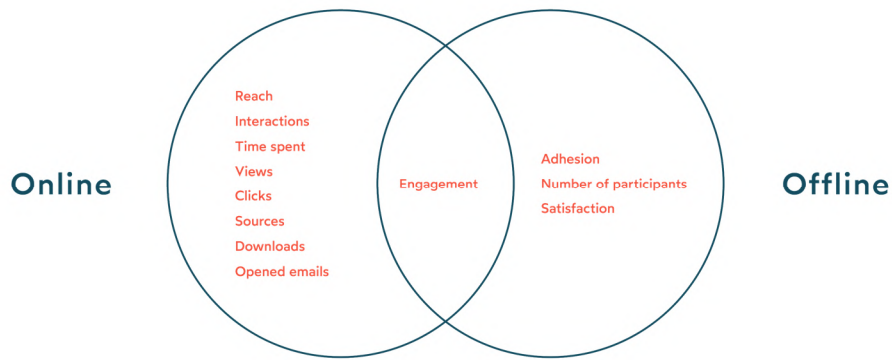 Online
Reach
Interactions
Time spent
Views
Clicks
Sources
Downloads
Opened emails
Engagement
Adhesion
Number of participants
Satisfaction
Offline